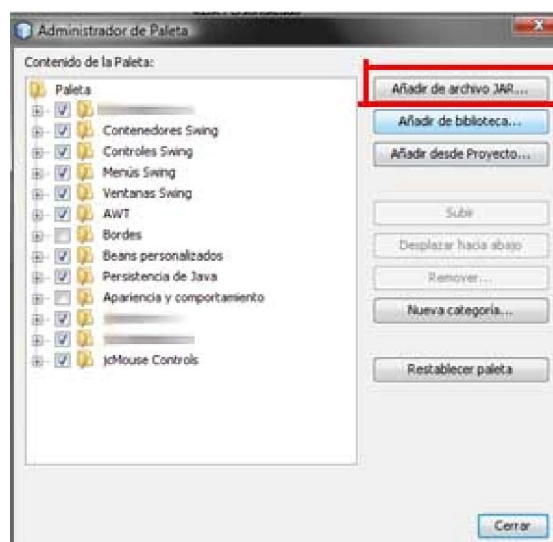 Administrador de Paleta
Contenido de la Paleta:
Paleta
Contenedores Swing
Controles Swing
Menús Swing
Ventanas Swing
AWT
Bordes
Beans personalizados
Persistencia de Java
Apariencia y comportamiento
jcMouse Controls
Añadir de archivo JAR...
Añadir de biblioteca...
Añadir desde Proyecto...
Subir
Desplazar hacia abajo
Remover...
Nueva categoría...
Restablecer paleta
Cerrar